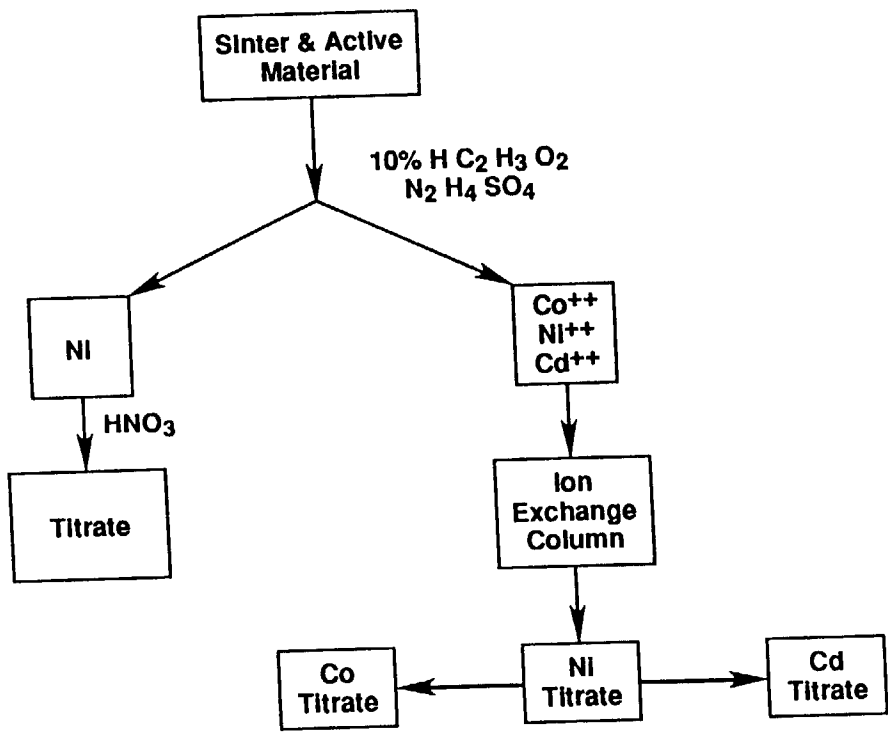 Sinter & Active
Material
10% H C₂ H₃ O₂
N₂ H₄ SO₄
Ni
HNO₃
Titrate
Co⁺⁺
Ni⁺⁺
Cd⁺⁺
Ion
Exchange
Column
Co
Titrate
Ni
Titrate
Cd
Titrate